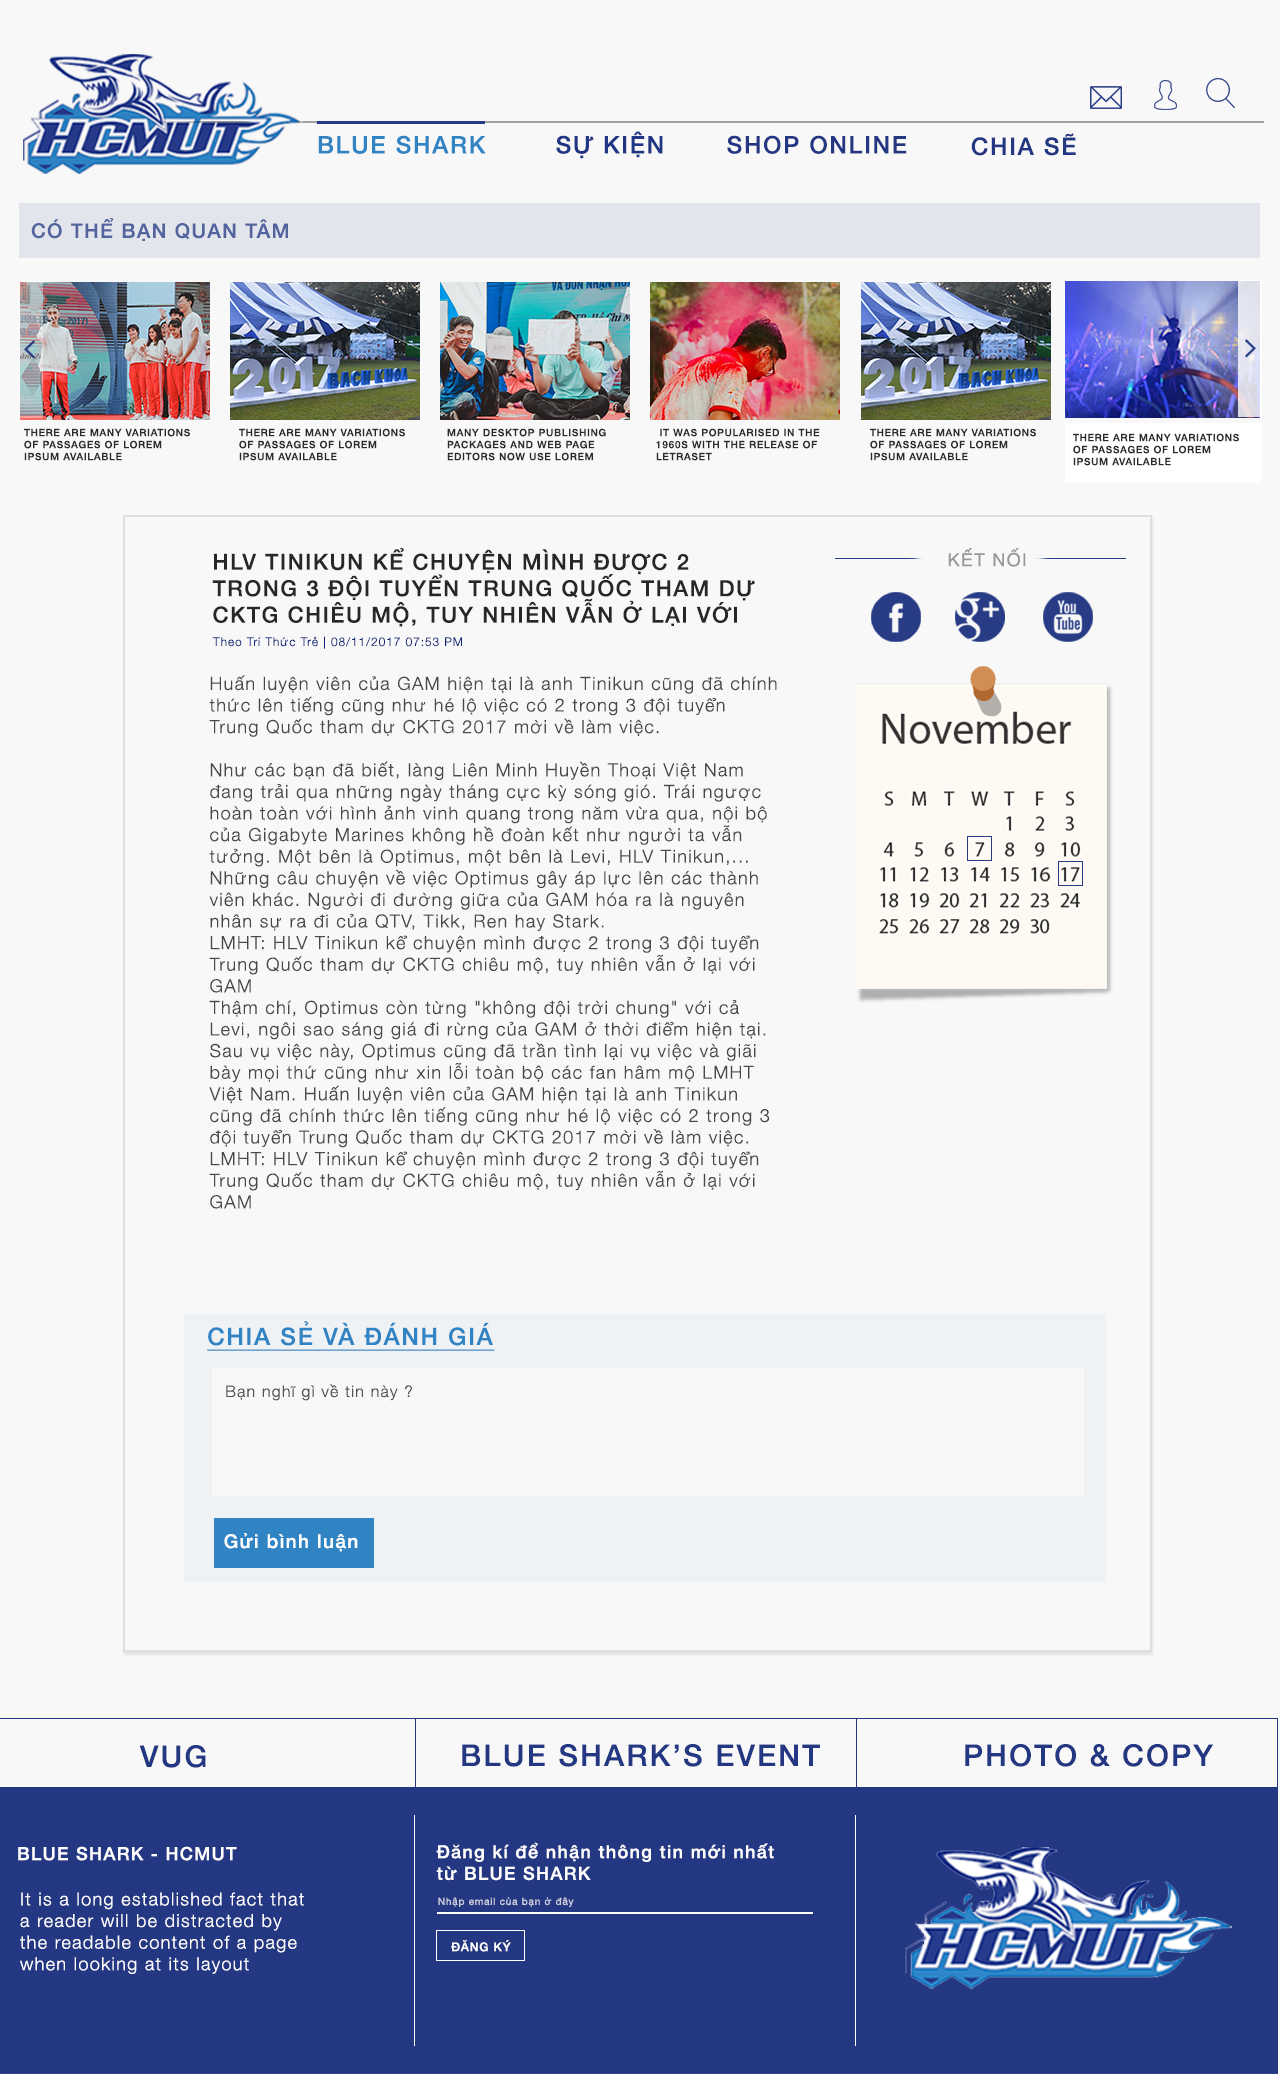 HCMUT
BLUE SHARK
SỰ KIỆN
SHOP ONLINE
CHIA SẼ
CÓ THỂ BẠN QUAN TÂM
2017 BACH KHOA
VÀ ĐÓN NHẬN
2017 BACH KHOA
THERE ARE MANY VARIATIONS
OF PASSAGES OF LOREM
IPSUM AVAILABLE
THERE ARE MANY VARIATIONS
OF PASSAGES OF LOREM
IPSUM AVAILABLE
MANY DESKTOP PUBLISHING
PACKAGES AND WEB PAGE
EDITORS NOW USE LOREM
IT WAS POPULARISED IN THE
1960S WITH THE RELEASE OF
LETRASET
THERE ARE MANY VARIATIONS
OF PASSAGES OF LOREM
IPSUM AVAILABLE
THERE ARE MANY VARIATIONS
OF PASSAGES OF LOREM
IPSUM AVAILABLE
HLV TINIKUN KỂ CHUYỆN MÌNH ĐƯỢC 2
TRONG 3 ĐỘI TUYỂN TRUNG QUỐC THAM DỰ
CKTG CHIÊU MỘ, TUY NHIÊN VẪN Ở LẠI VỚI
Theo Trí Thức Trẻ | 08/11/2017 07:53 PM
Huấn luyện viên của GAM hiện tại là anh Tinikun cũng đã chính
thức lên tiếng cũng như hé lộ việc có 2 trong 3 đội tuyển
Trung Quốc tham dự CKTG 2017 mời về làm việc.
Như các bạn đã biết, làng Liên Minh Huyền Thoại Việt Nam
đang trải qua những ngày tháng cực kỳ sóng gió. Trái ngược
hoàn toàn với hình ảnh vinh quang trong năm vừa qua, nội bộ
của Gigabyte Marines không hề đoàn kết như người ta vẫn
tưởng. Một bên là Optimus, một bên là Levi, HLV Tinikun,...
Những câu chuyện về việc Optimus gây áp lực lên các thành
viên khác. Người đi đường giữa của GAM hóa ra là nguyên
nhân sự ra đi của QTV, Tikk, Ren hay Stark.
LMHT: HLV Tinikun kể chuyện mình được 2 trong 3 đội tuyển
Trung Quốc tham dự CKTG chiêu mộ, tuy nhiên vẫn ở lại với
GAM
Thậm chí, Optimus còn từng "không đội trời chung" với cả
Levi, ngôi sao sáng giá đi rừng của GAM ở thời điểm hiện tại.
Sau vụ việc này, Optimus cũng đã trần tình lại vụ việc và giãi
bày mọi thứ cũng như xin lỗi toàn bộ các fan hâm mộ LMHT
Việt Nam. Huấn luyện viên của GAM hiện tại là anh Tinikun
cũng đã chính thức lên tiếng cũng như hé lộ việc có 2 trong 3
đội tuyển Trung Quốc tham dự CKTG 2017 mời về làm việc.
LMHT: HLV Tinikun kể chuyện mình được 2 trong 3 đội tuyển
Trung Quốc tham dự CKTG chiêu mộ, tuy nhiên vẫn ở lại với
GAM
KẾT NỐI
f
g+
You Tube
November
S M T W T F S
1 2 3
4 5 6 7 8 9 10
11 12 13 14 15 16 17
18 19 20 21 22 23 24
25 26 27 28 29 30
CHIA SẺ VÀ ĐÁNH GIÁ
Bạn nghĩ gì về tin này ?
Gửi bình luận
VUG
BLUE SHARK’S EVENT
PHOTO & COPY
BLUE SHARK - HCMUT
It is a long established fact that
a reader will be distracted by
the readable content of a page
when looking at its layout
Đăng kí để nhận thông tin mới nhất
từ BLUE SHARK
Nhập email của bạn ở đây
ĐĂNG KÝ
HCMUT